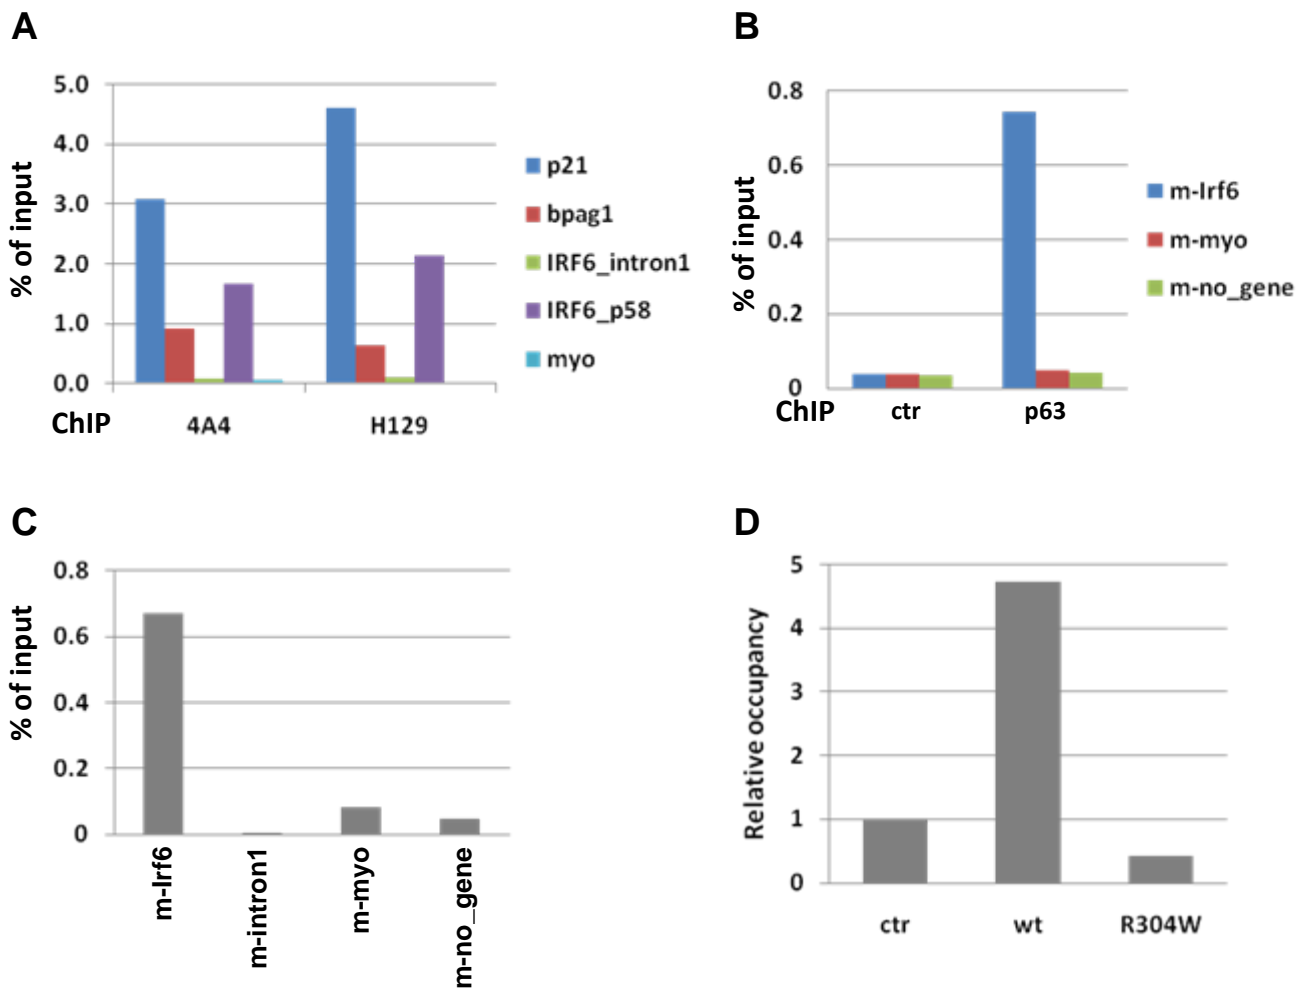 A
% of input
5.0
4.0
3.0
2.0
1.0
0.0
ChIP
4A4
H129
p21
bpag1
IRF6_intron1
IRF6_p58
myo
B
% of input
0.8
0.6
0.4
0.2
0
ChIP
ctr
p63
m-Irf6
m-myo
m-no_gene
C
% of input
0.8
0.6
0.4
0.2
0
m-Irf6
m-intron1
m-myo
m-no_gene
D
Relative occupancy
5
4
3
2
1
0
ctr
wt
R304W